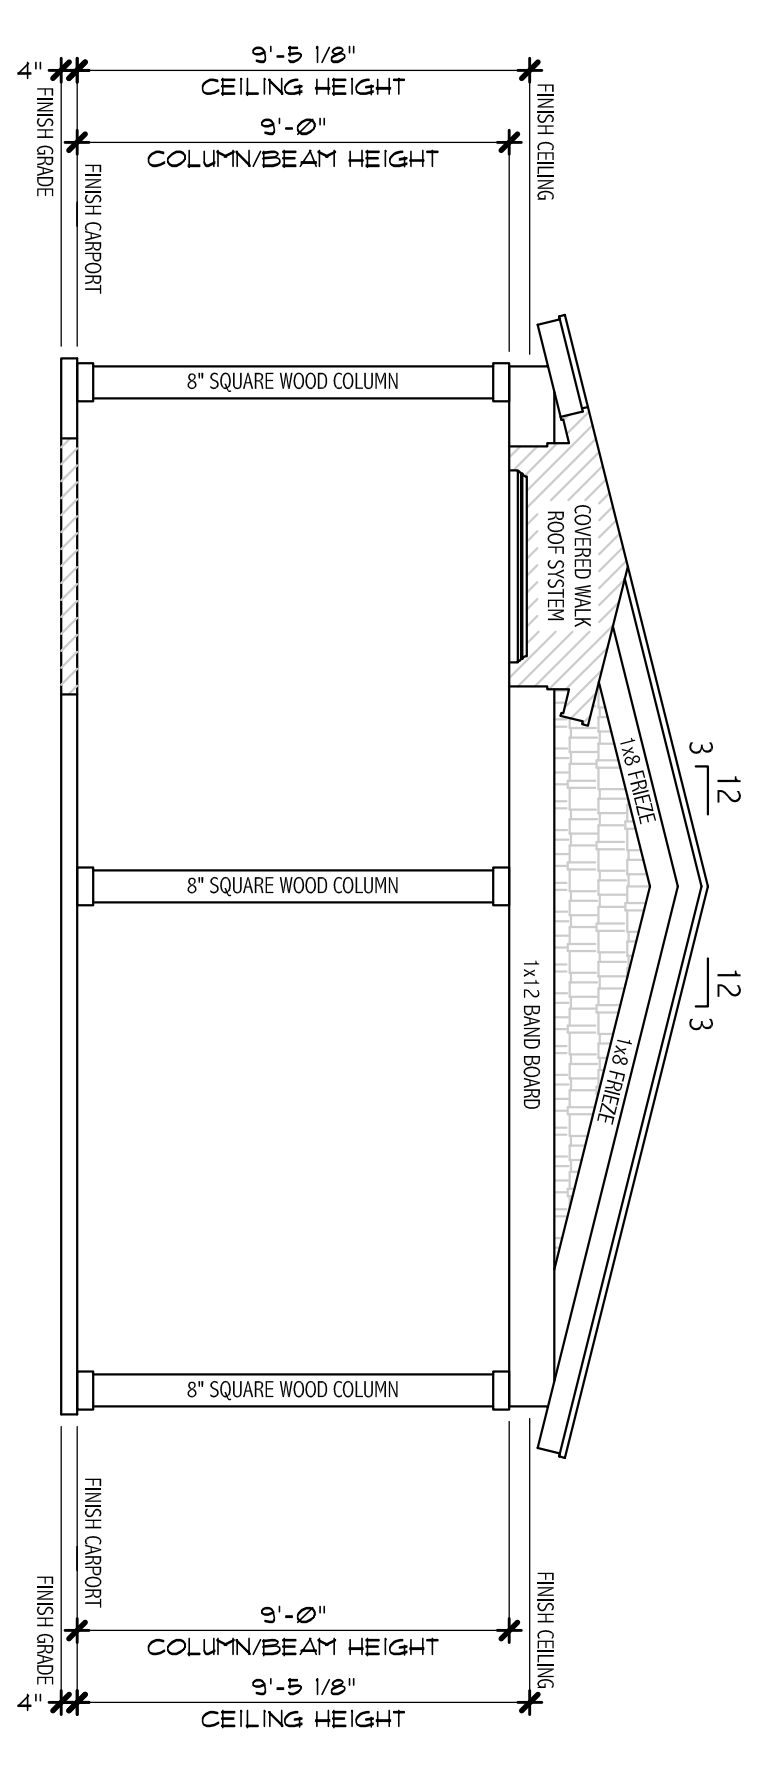 9'-5 1/8"
CEILING HEIGHT
4"
9'-0"
COLUMN/BEAM HEIGHT
FINISH GRADE
FINISH CARPORT
FINISH CEILING
8" SQUARE WOOD COLUMN
COVERED WALK
ROOF SYSTEM
12
3
1x8 FRIEZE
8" SQUARE WOOD COLUMN
1x12 BAND BOARD
12
3
1x8 FRIEZE
8" SQUARE WOOD COLUMN
FINISH CARPORT
FINISH GRADE
FINISH CEILING
9'-0"
COLUMN/BEAM HEIGHT
9'-5 1/8"
CEILING HEIGHT
4"